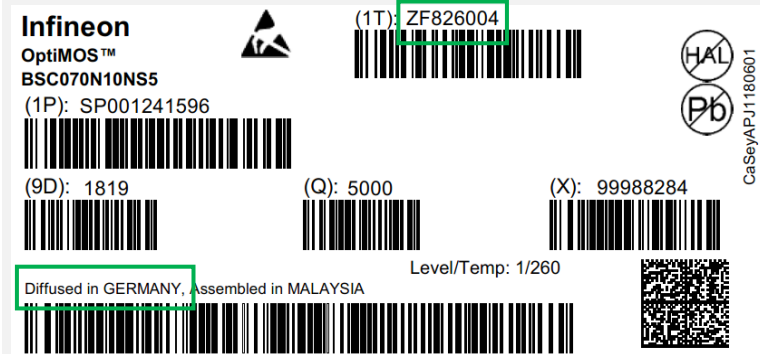 Infineon
OptiMOS™
BSC070N10NS5
(1T): ZF826004
HAL
Pb
CaSeyAPJ1180601
(1P): SP001241596
(9D): 1819
(Q): 5000
(X): 99988284
Level/Temp: 1/260
Diffused in GERMANY, Assembled in MALAYSIA